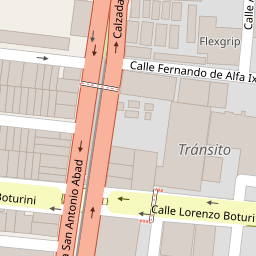 Calzada
Flexgrip
Calle
Calle Fernando de Alfa Ix
Tránsito
a San Antonio Abad
Boturini
Calle Lorenzo Boturi